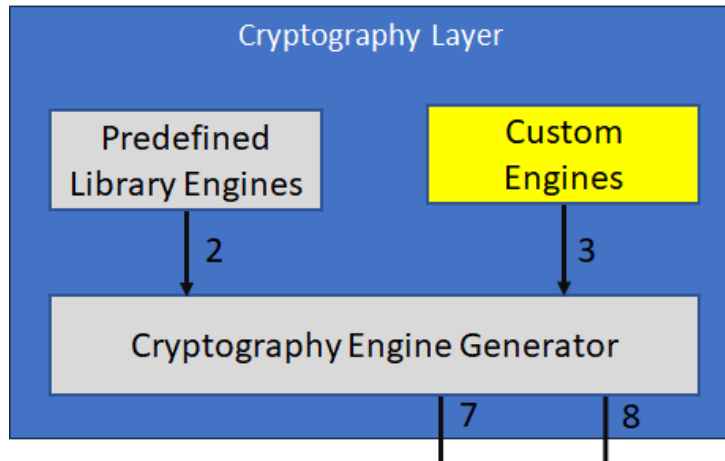 Cryptography Layer
Predefined
Library Engines
Custom
Engines
2
3
Cryptography Engine Generator
7
8